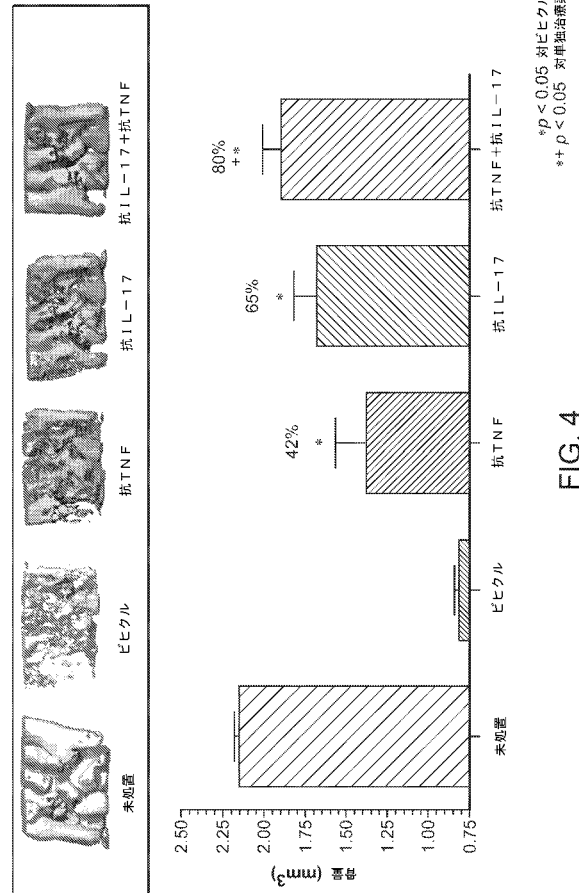 未処置
ビヒクル
抗TNF
抗IL-17
抗IL-17+抗TNF
骨量 (mm3)
2.50
2.25
2.00
1.75
1.50
1.25
1.00
0.75
42%
*
65%
*
80%
+*
未処置
ビヒクル
抗TNF
抗IL-17
抗TNF+抗IL-17
*p < 0.05 対ビヒクル
*+ p < 0.05 対単独治療
FIG. 4